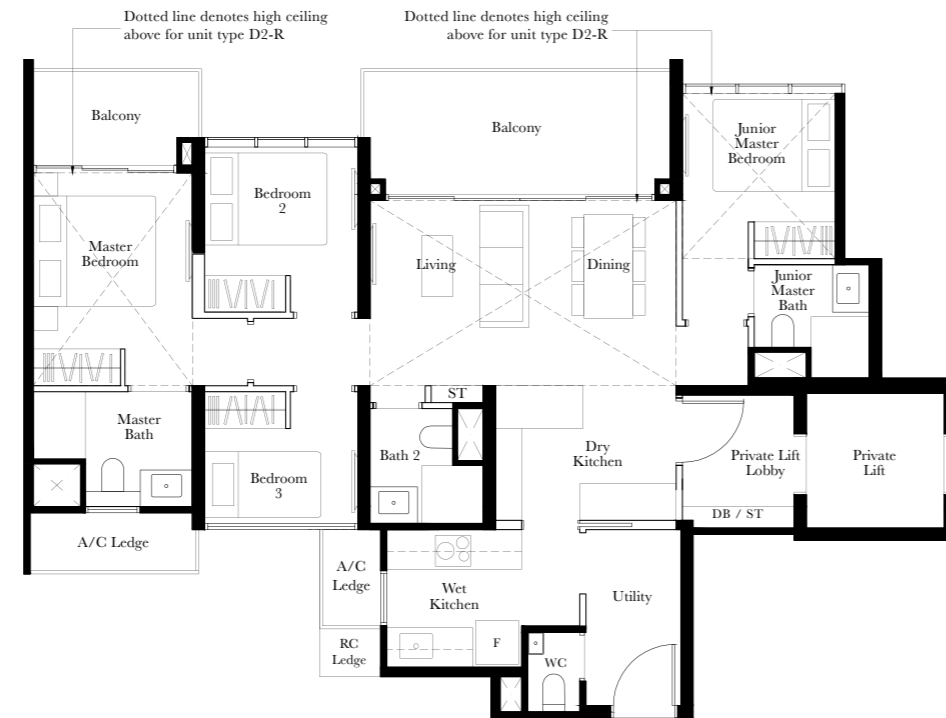 Dotted line denotes high ceiling
above for unit type D2-R
Dotted line denotes high ceiling
above for unit type D2-R
Balcony
Balcony
Junior
Master
Bedroom
Bedroom
2
Master
Bedroom
Living
Dining
Junior
Master
Bath
ST
Master
Bath
Bath 2
Dry
Kitchen
Private Lift
Lobby
Private
Lift
Bedroom
3
DB / ST
A/C Ledge
A/C
Ledge
Wet
Kitchen
Utility
RC
Ledge
F
WC